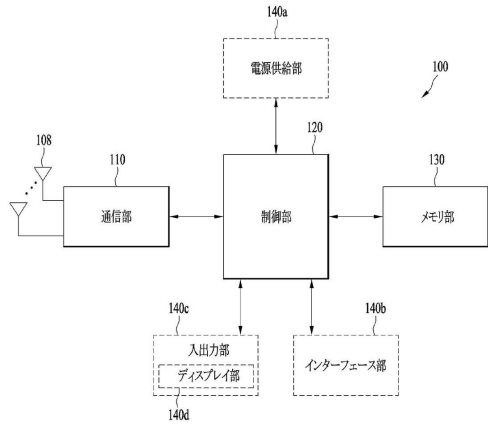 140a
電源供給部
100
108
110
通信部
120
制御部
130
メモリ部
140c
入出力部
ディスプレイ部
140d
140b
インターフェース部